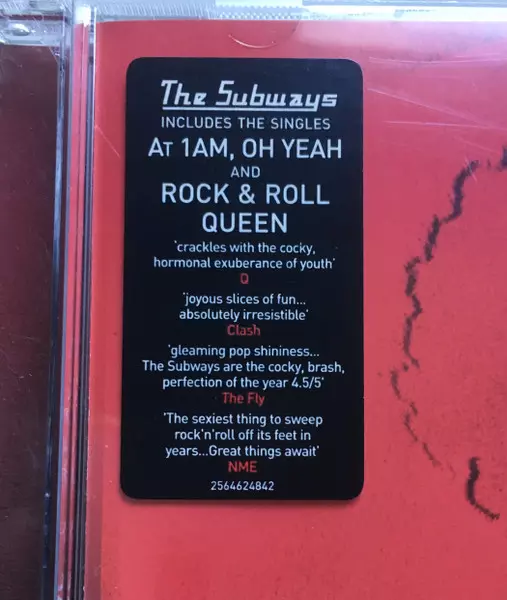 The Subways
INCLUDES THE SINGLES
AT 1AM, OH YEAH
AND
ROCK & ROLL
QUEEN
'crackles with the cocky,
hormonal exuberance of youth'
Q
'joyous slices of fun...
absolutely irresistible'
Clash
'gleaming pop shininess...
The Subways are the cocky, brash,
perfection of the year 4.5/5'
The Fly
'The sexiest thing to sweep
rock'n'roll off its feet in
years...Great things await'
NME
2564624842